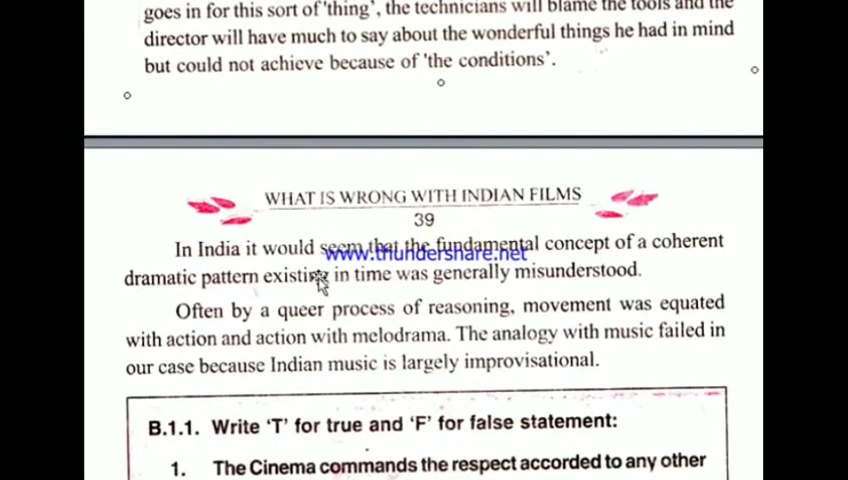 goes in for this sort of 'thing', the technicians will blame the tools and the
director will have much to say about the wonderful things he had in mind
but could not achieve because of 'the conditions'.
WHAT IS WRONG WITH INDIAN FILMS
39
In India it would seem that the fundamental concept of a coherent
www.thundershare.net
dramatic pattern existing in time was generally misunderstood.
Often by a queer process of reasoning, movement was equated
with action and action with melodrama. The analogy with music failed in
our case because Indian music is largely improvisational.
B.1.1. Write 'T' for true and 'F' for false statement:
1. The Cinema commands the respect accorded to any other